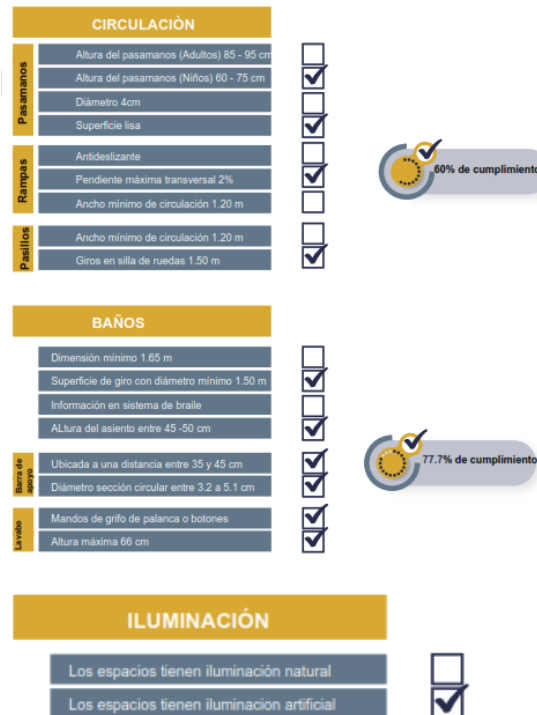 CIRCULACIÒN
Pasamanos
Altura del pasamanos (Adultos) 85 - 95 cm
Altura del pasamanos (Niños) 60 - 75 cm
Diámetro 4cm
Superficie lisa
Rampas
Antideslizante
Pendiente máxima transversal 2%
Ancho mínimo de circulación 1.20 m
60% de cumplimiento
Pasillos
Ancho mínimo de circulación 1.20 m
Giros en silla de ruedas 1.50 m
BAÑOS
Dimensión mínimo 1.65 m
Superficie de giro con diámetro mínimo 1.50 m
Información en sistema de braile
ALtura del asiento entre 45 -50 cm
Barra de
apoyo
Ubicada a una distancia entre 35 y 45 cm
Diámetro sección circular entre 3.2 a 5.1 cm
77.7% de cumplimiento
Lavabo
Mandos de grifo de palanca o botones
Altura máxima 66 cm
ILUMINACIÓN
Los espacios tienen iluminación natural
Los espacios tienen iluminacion artificial